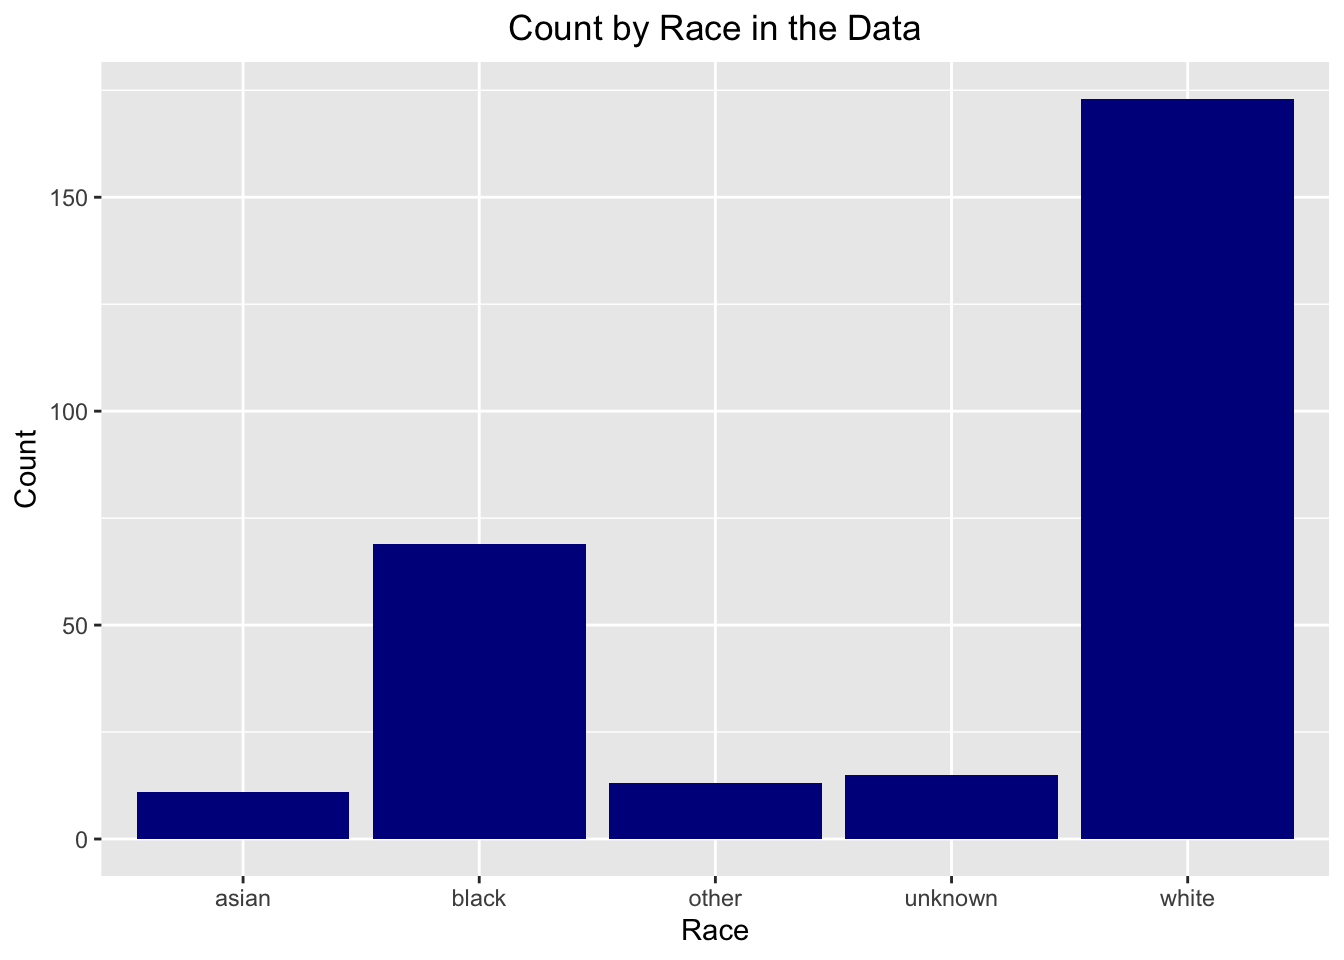 Count by Race in the Data
Count
150
100
50
0
asian black other unknown white
Race